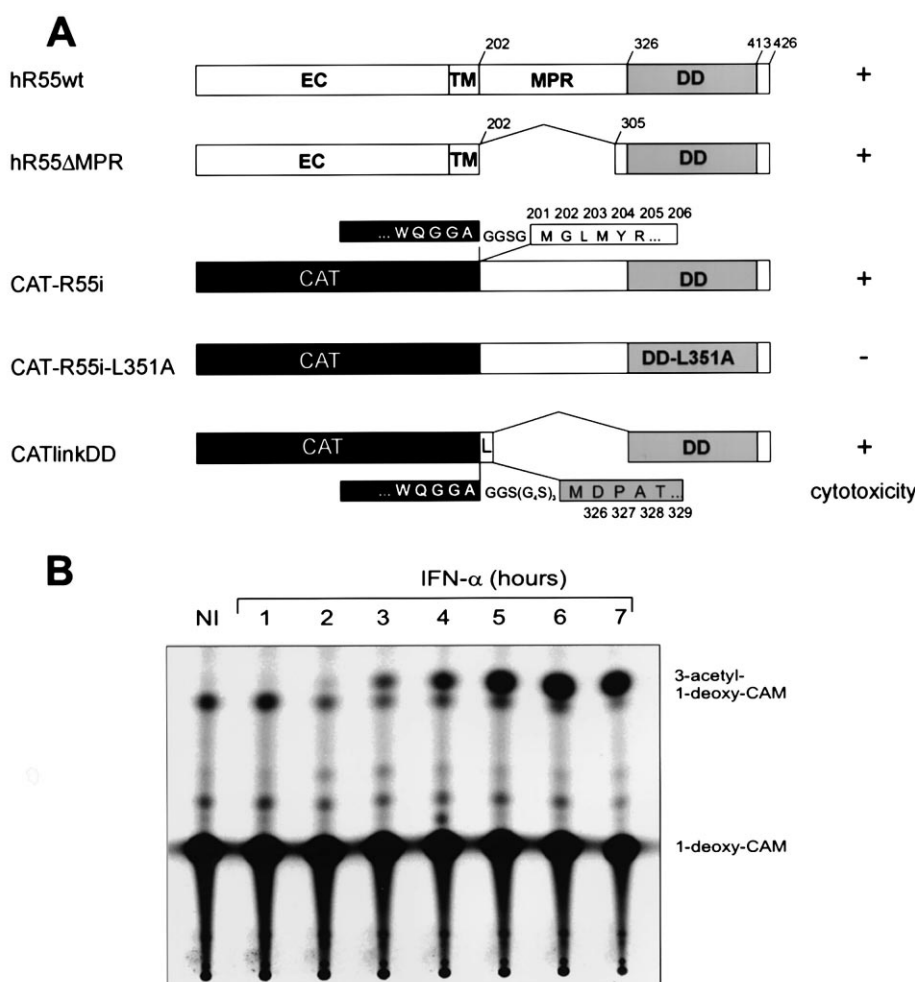 A
202 326 413 426
hR55wt EC TM MPR DD +
202 305
hR55ΔMPR EC TM DD +
201 202 203 204 205 206
... W Q G G A GGSG M G L M Y R ...
CAT-R55i CAT DD +
CAT-R55i-L351A CAT DD-L351A -
CATlinkDD CAT L DD +
... W Q G G A GGS(G₄S)₃ M D P A T ...
326 327 328 329
cytotoxicity
B
IFN-α (hours)
NI 1 2 3 4 5 6 7
3-acetyl-
1-deoxy-CAM
1-deoxy-CAM